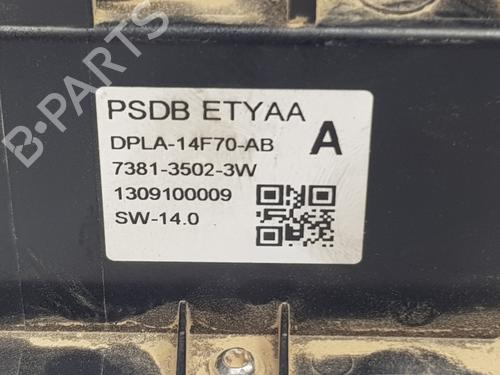 PSDB ETYAA
DPLA-14F70-AB A
7381-3502-3W
1309100009
SW-14.0
B-PARTS